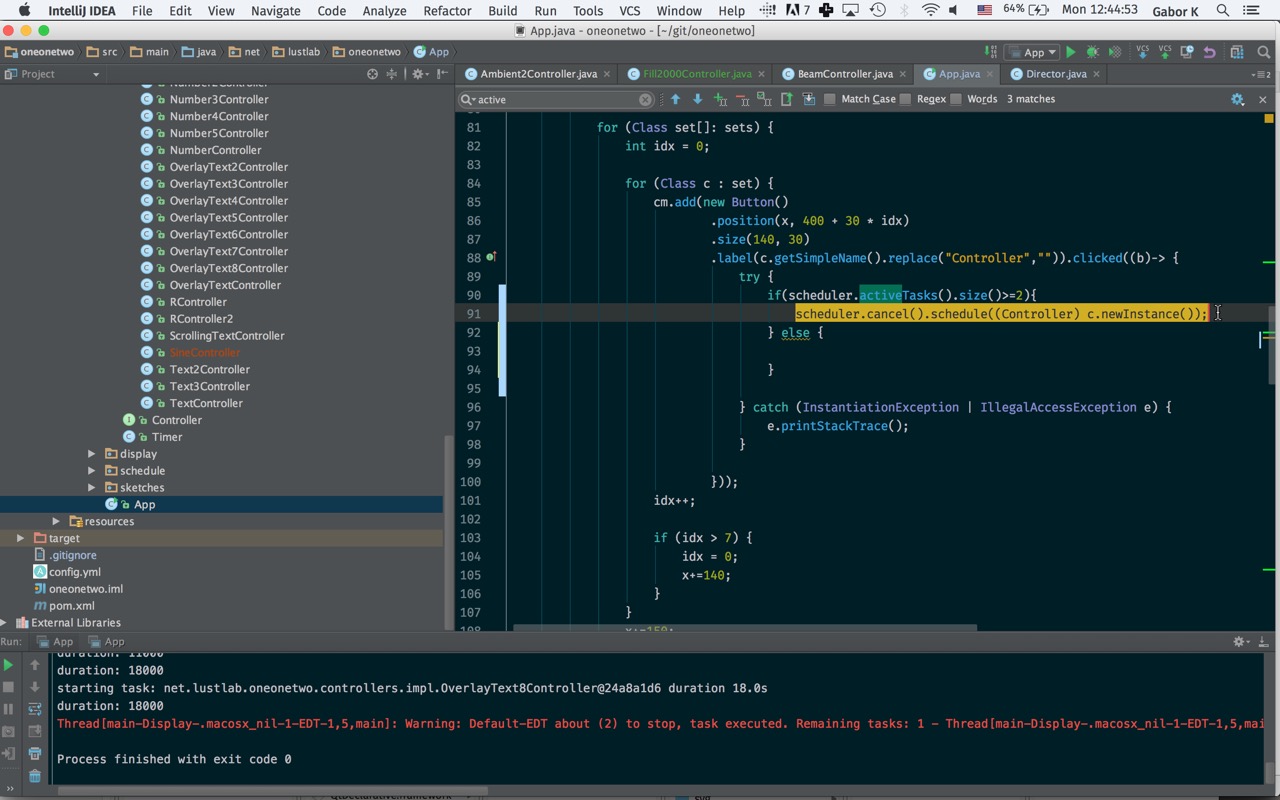 IntelliJ IDEA File Edit View Navigate Code Analyze Refactor Build Run Tools VCS Window Help 7 64% Mon 12:44:53 Gabor K
App.java - oneonetwo - [~/git/oneonetwo]
oneonetwo src main java net lustlab oneonetwo App App
Project Ambient2Controller.java Fill2000Controller.java BeamController.java App.java Director.java
active Match Case Regex Words 3 matches
Number3Controller
Number4Controller
Number5Controller
NumberController
OverlayText2Controller
OverlayText3Controller
OverlayText4Controller
OverlayText5Controller
OverlayText6Controller
OverlayText7Controller
OverlayText8Controller
OverlayTextController
RController
RController2
ScrollingTextController
SineController
Text2Controller
Text3Controller
TextController
Controller
Timer
display
schedule
sketches
App
resources
target
.gitignore
config.yml
oneonetwo.iml
pom.xml
External Libraries
81 for (Class set[]: sets) {
82 int idx = 0;
83
84 for (Class c : set) {
85 cm.add(new Button()
86 .position(x, 400 + 30 * idx)
87 .size(140, 30)
88 .label(c.getSimpleName().replace("Controller","")).clicked((b)-> {
89 try {
90 if(scheduler.activeTasks().size()>=2){
91 scheduler.cancel().schedule((Controller) c.newInstance());
92 } else {
93
94 }
95
96 } catch (InstantiationException | IllegalAccessException e) {
97 e.printStackTrace();
98 }
99
100 }));
101 idx++;
102
103 if (idx > 7) {
104 idx = 0;
105 x+=140;
106 }
107 }
108 x+=150;
Run: App App
duration: 11000
duration: 18000
starting task: net.lustlab.oneonetwo.controllers.impl.OverlayText8Controller@24a8a1d6 duration 18.0s
duration: 18000
Thread[main-Display-.macosx_nil-1-EDT-1,5,main]: Warning: Default-EDT about (2) to stop, task executed. Remaining tasks: 1 - Thread[main-Display-.macosx_nil-1-EDT-1,5,mai
Process finished with exit code 0